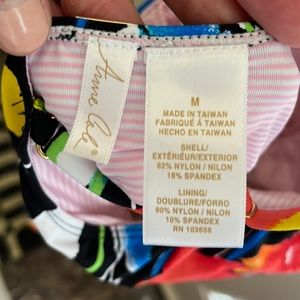 Anne Cole
M
MADE IN TAIWAN
FABRIQUÉ À TAIWAN
HECHO EN TAIWAN
SHELL/
EXTÉRIEUR/EXTERIOR
82% NYLON / NILON
18% SPANDEX
LINING/
DOUBLURE/FORRO
90% NYLON / NILON
10% SPANDEX
RN 103658